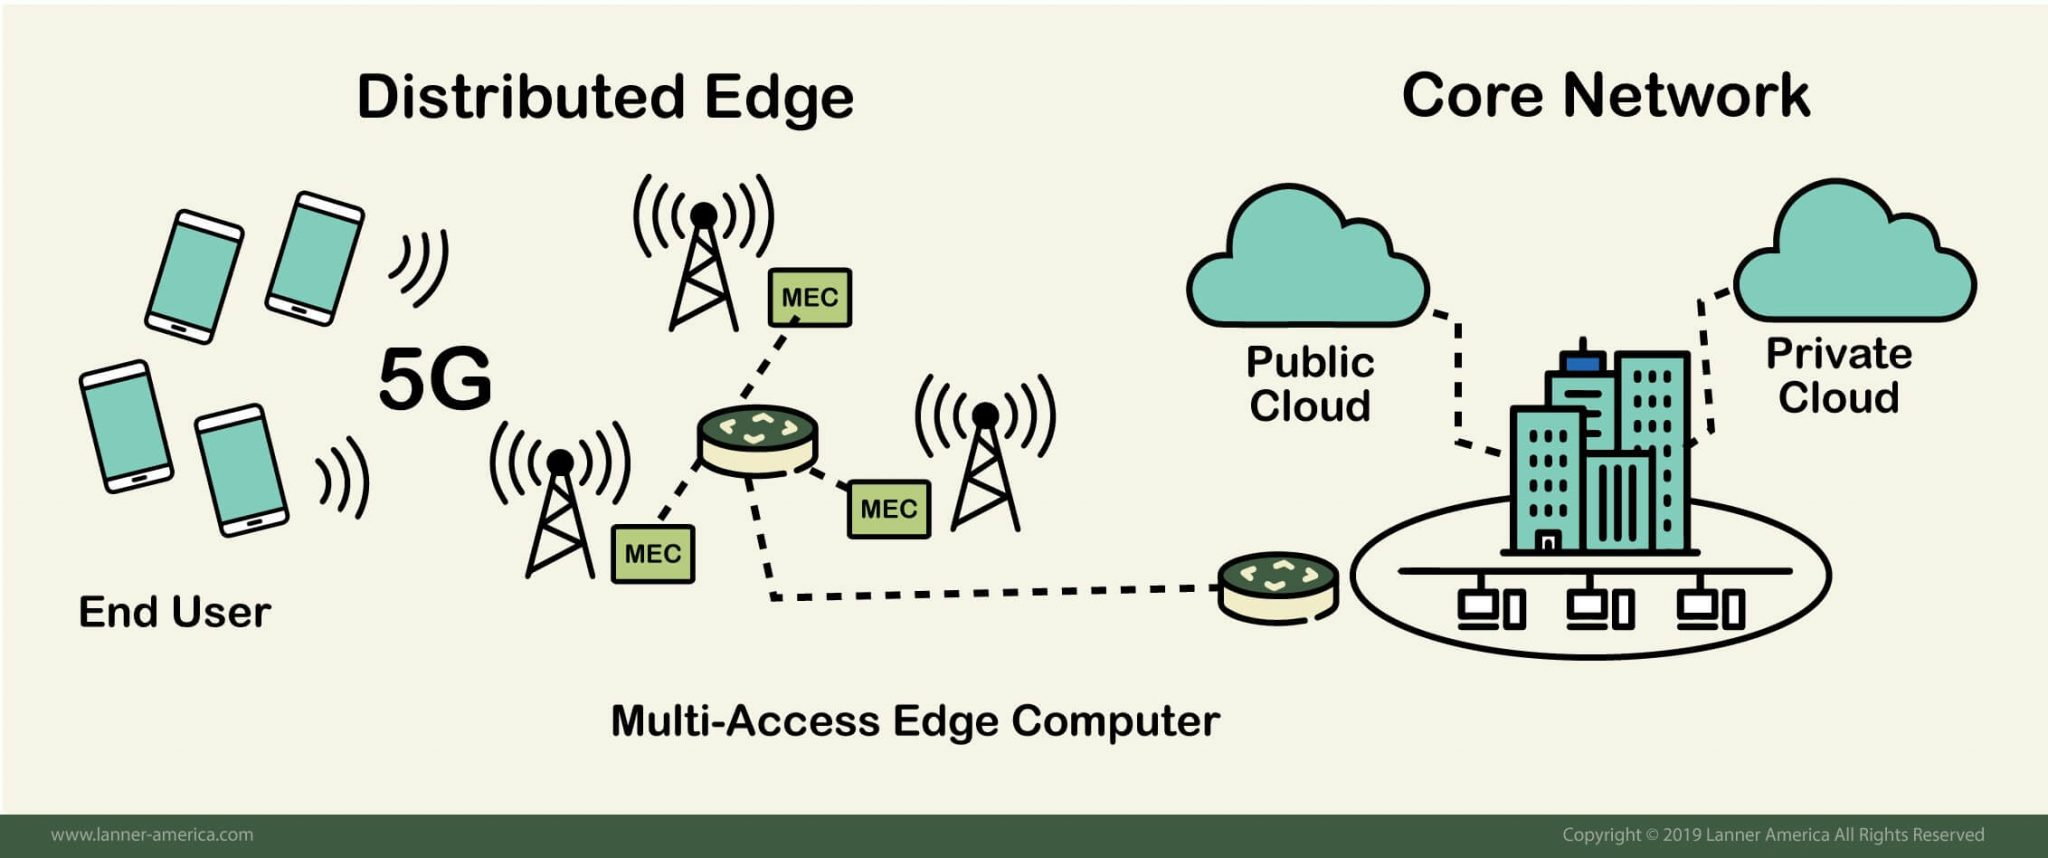 Distributed Edge
Core Network
5G
MEC
MEC
MEC
End User
Public
Cloud
Private
Cloud
Multi-Access Edge Computer
www.lanner-america.com
Copyright © 2019 Lanner America All Rights Reserved